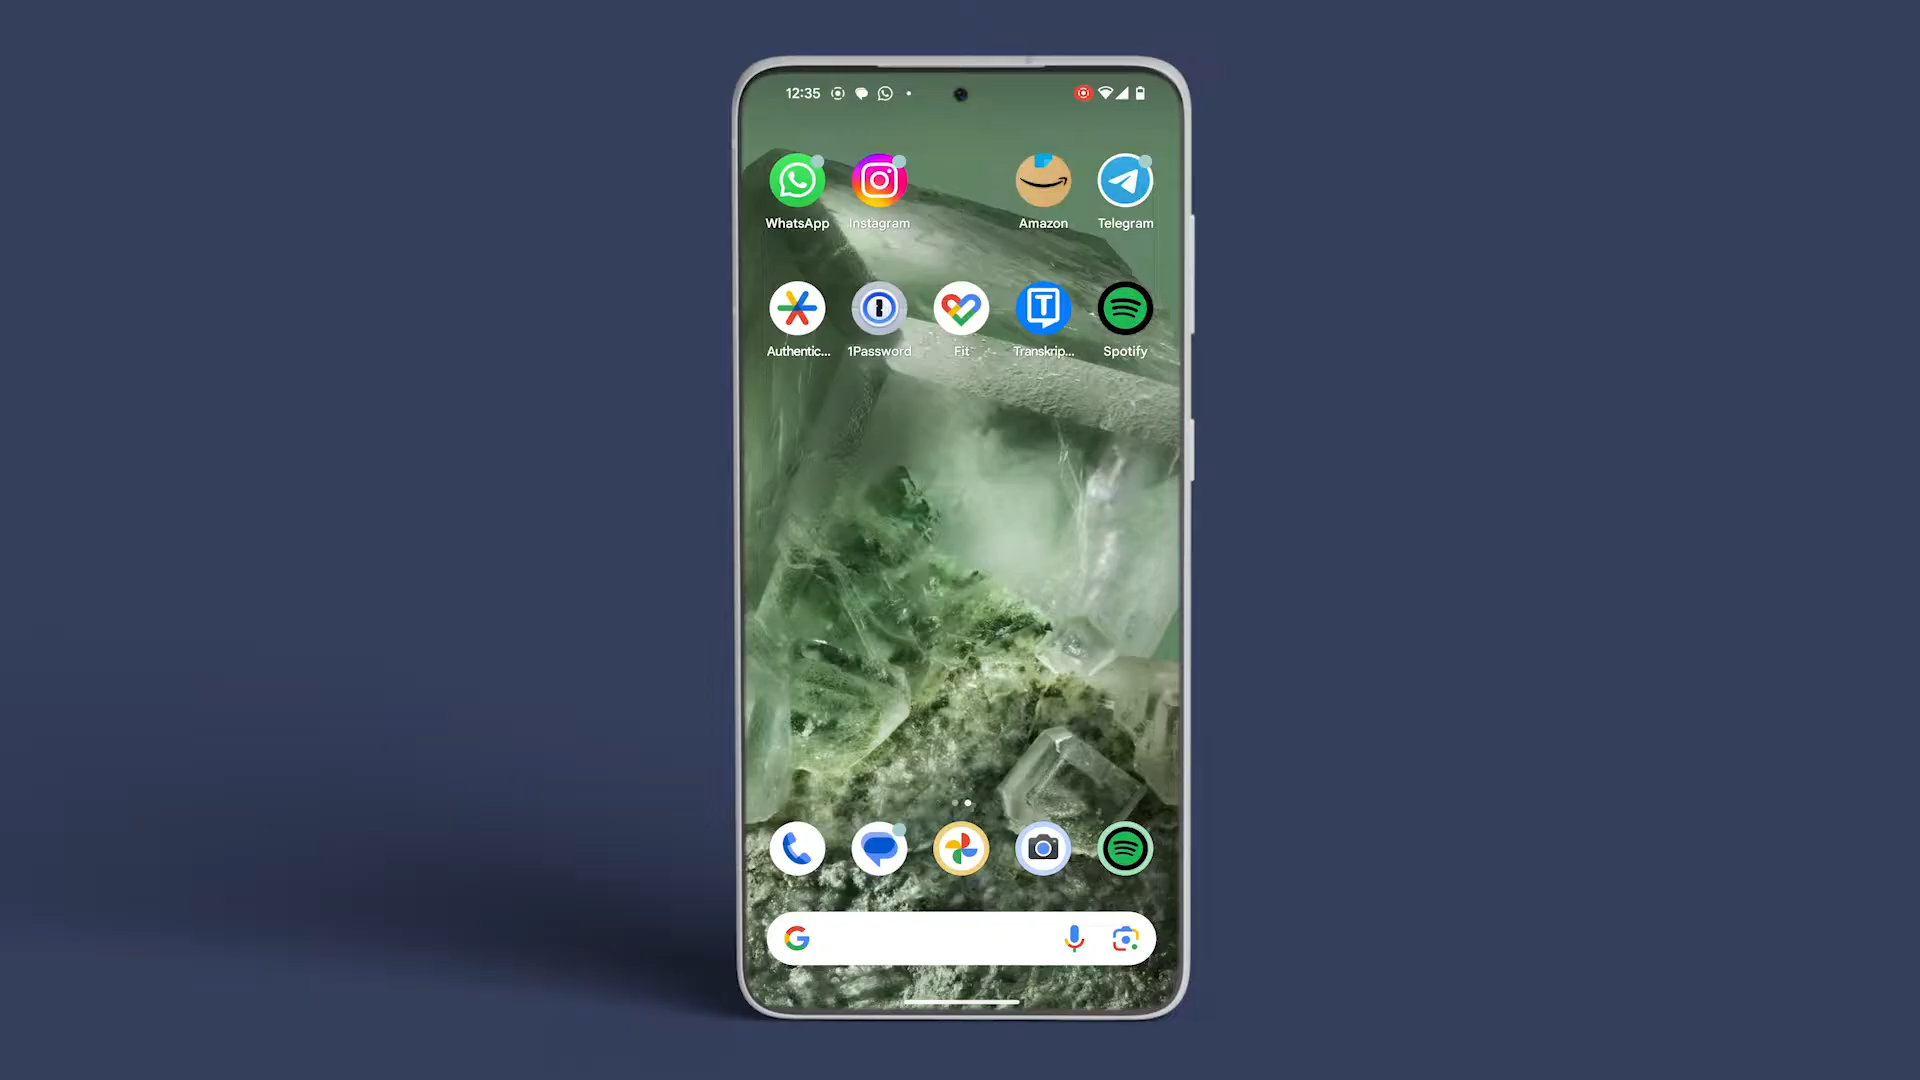 12:35
WhatsApp Instagram Amazon Telegram
Authentic... 1Password Fit Transkrip... Spotify